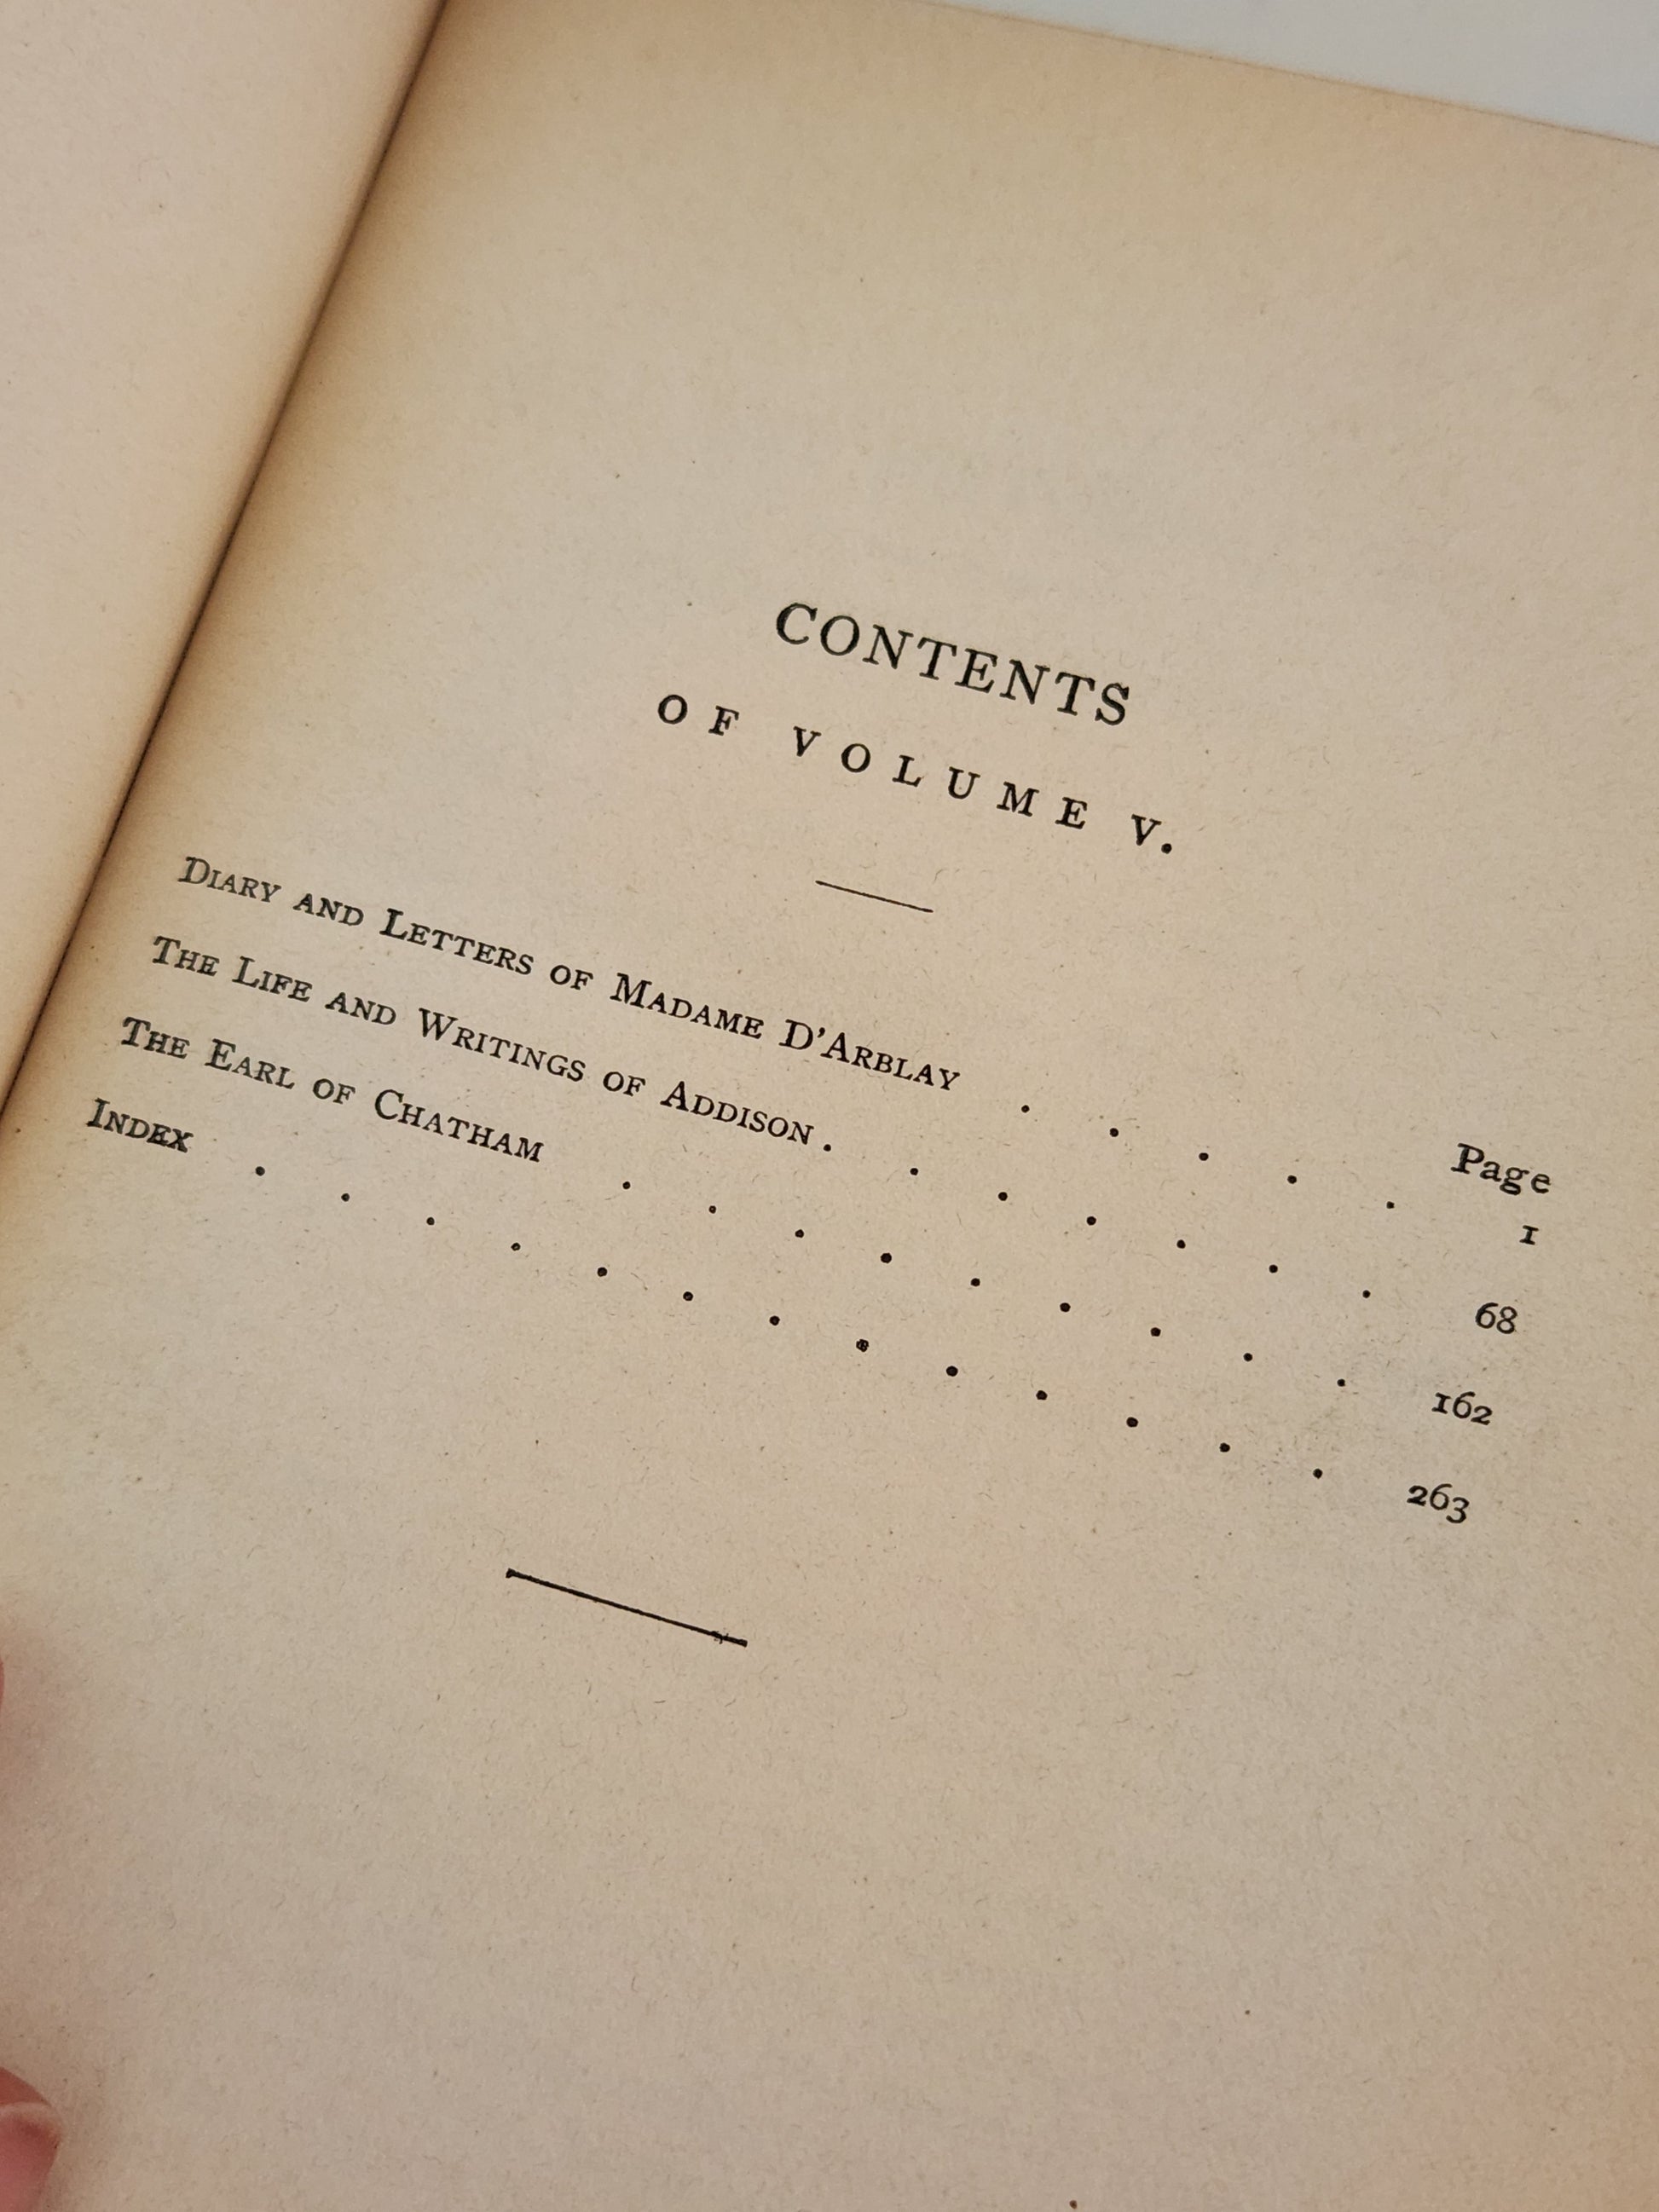 CONTENTS
OF VOLUME V.
Page
Diary and Letters of Madame D'Arblay . . . . . 1
The Life and Writings of Addison . . . . . . . 68
The Earl of Chatham . . . . . . . . . 162
Index . . . . . . . . . . . . . 263